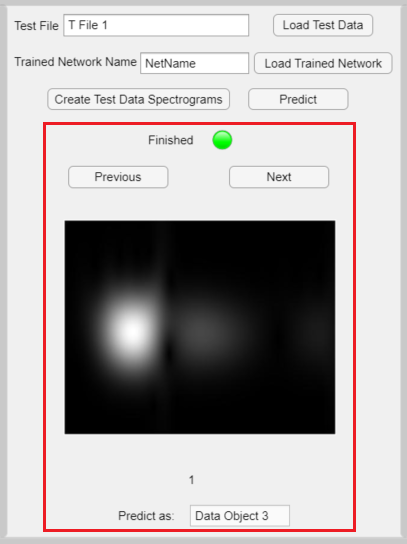 Test File T File 1 Load Test Data
Trained Network Name NetName Load Trained Network
Create Test Data Spectrograms Predict
Finished
Previous Next
1
Predict as: Data Object 3